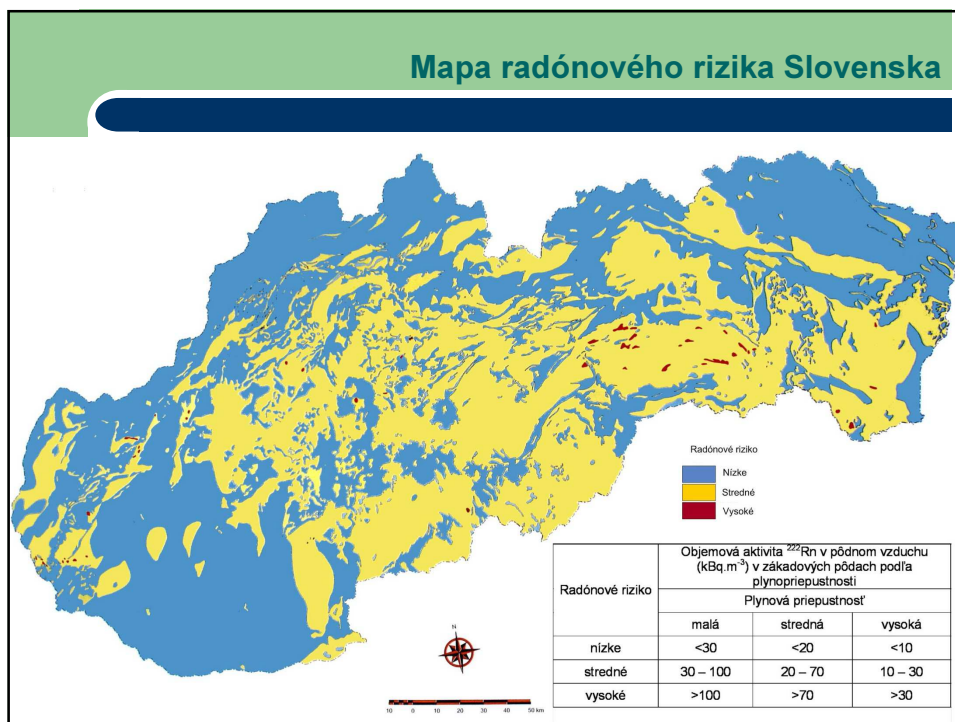 Mapa radónového rizika Slovenska
Radónové riziko
Nízke
Stredné
Vysoké
N
10 0 10 20 30 40 50 km
Radónové riziko
Objemová aktivita ²²²Rn v pôdnom vzduchu
(kBq.m⁻³) v zákadových pôdach podľa
plynopriepustnosti
Plynová priepustnosť
malá stredná vysoká
nízke <30 <20 <10
stredné 30 – 100 20 – 70 10 – 30
vysoké >100 >70 >30